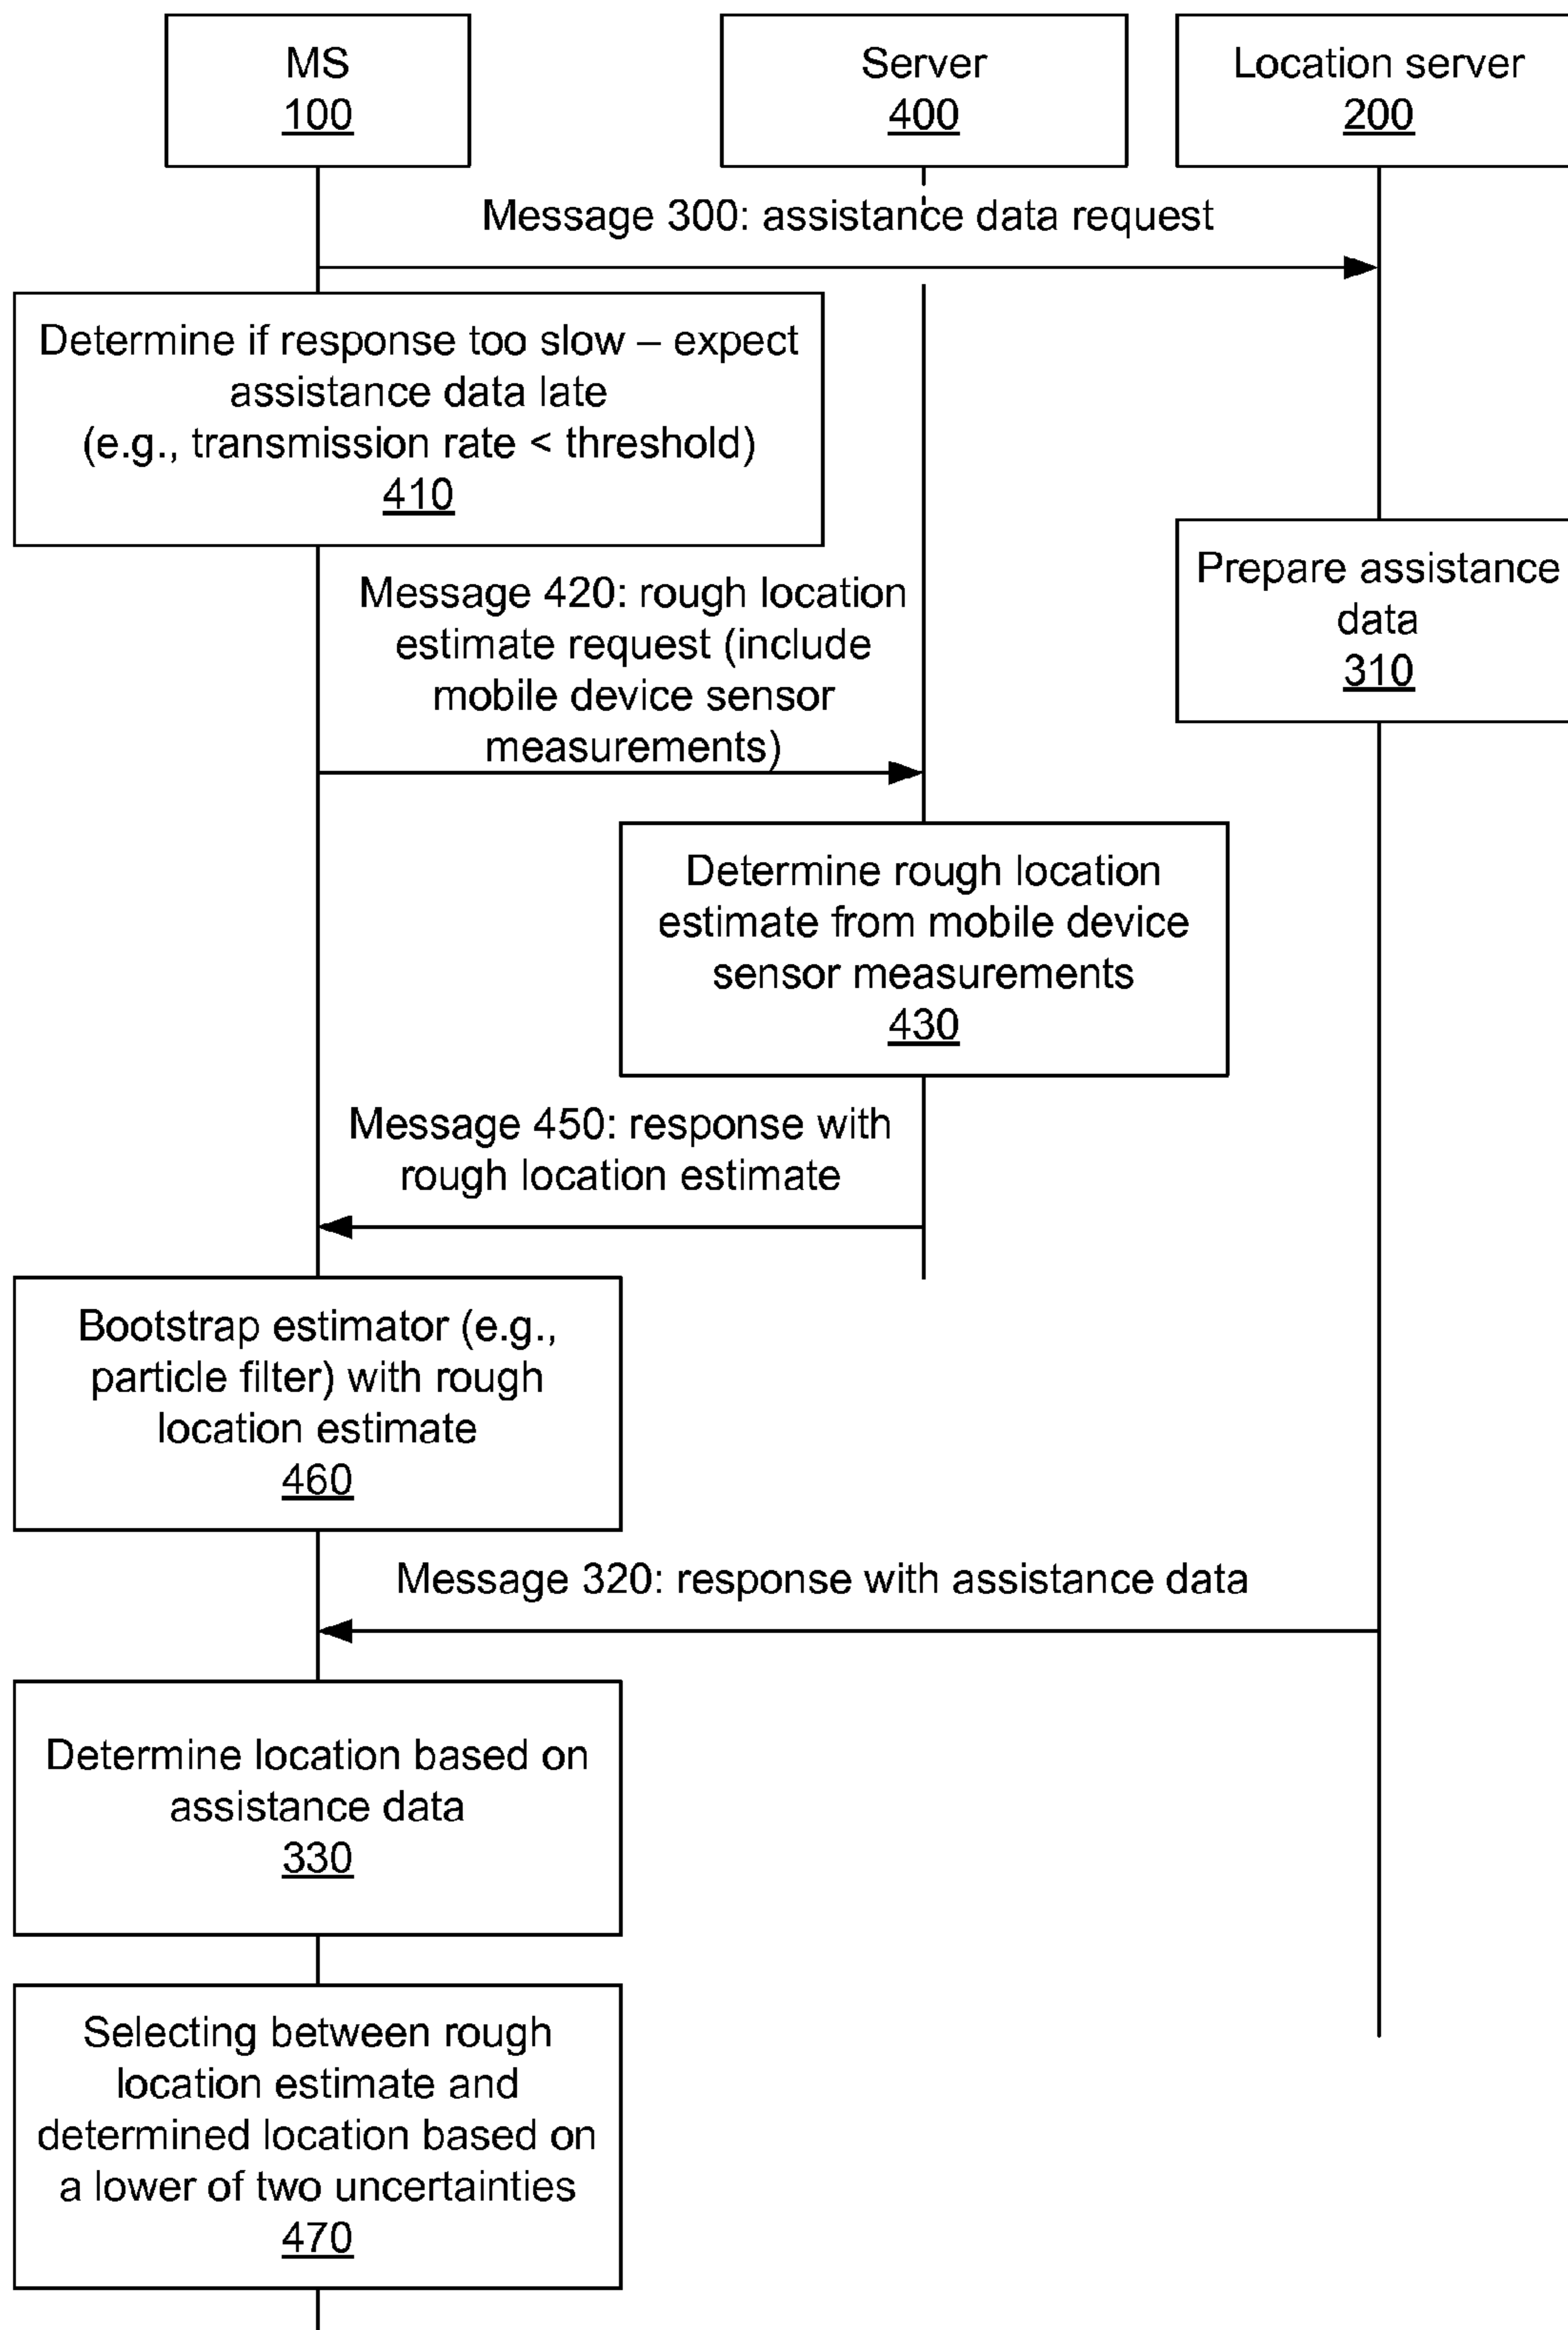 MS
100
Server
400
Location server
200
Message 300: assistance data request
Determine if response too slow – expect
assistance data late
(e.g., transmission rate < threshold)
410
Prepare assistance
data
310
Message 420: rough location
estimate request (include
mobile device sensor
measurements)
Determine rough location
estimate from mobile device
sensor measurements
430
Message 450: response with
rough location estimate
Bootstrap estimator (e.g.,
particle filter) with rough
location estimate
460
Message 320: response with assistance data
Determine location based on
assistance data
330
Selecting between rough
location estimate and
determined location based on
a lower of two uncertainties
470